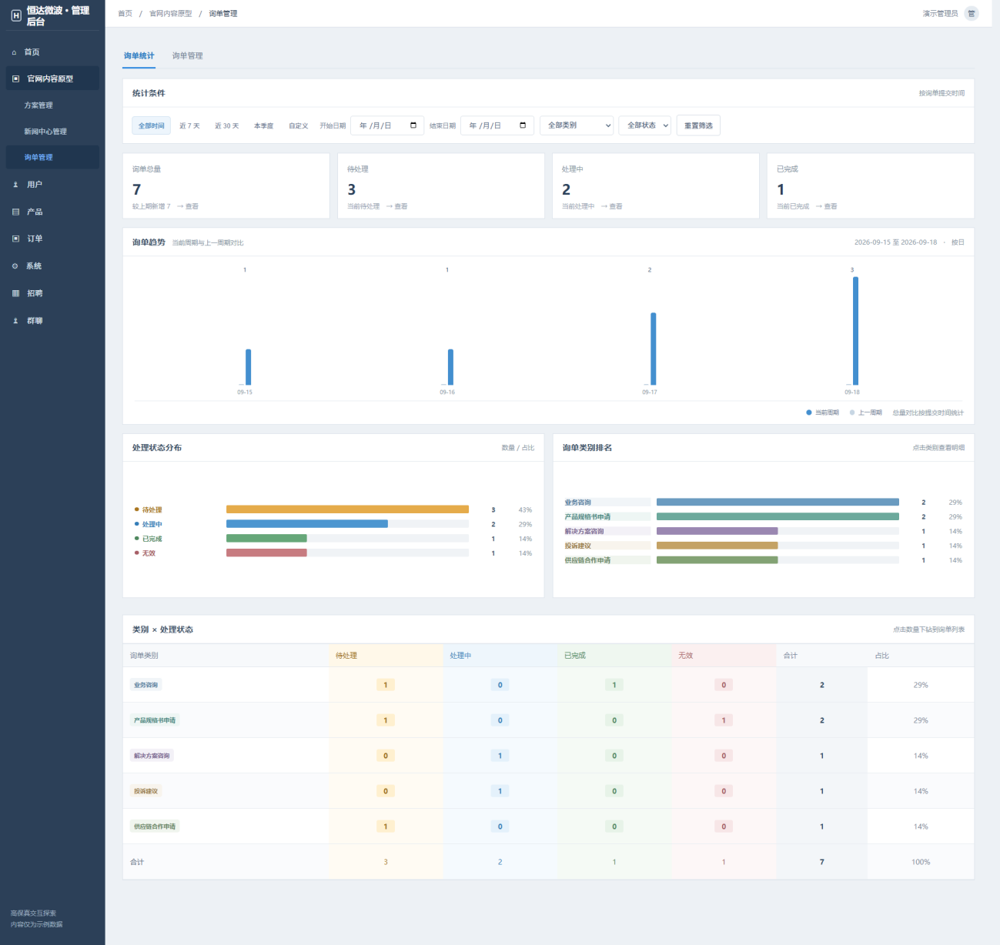 恒达微波·管理后台
首页 / 官网内容原型 / 询单管理
演示管理员 管
首页
官网内容原型
方案管理
新闻中心管理
询单管理
用户
产品
订单
系统
招聘
群聊
高保真交互探索
内容仅为示例数据
询单统计 询单管理
统计条件 按询单提交时间
全部时间 近 7 天 近 30 天 本季度 自定义 开始日期 年 /月/日 结束日期 年 /月/日 全部类别 全部状态 重置筛选
询单总量
7
较上期新增 7 → 查看
待处理
3
当前待处理 → 查看
处理中
2
当前处理中 → 查看
已完成
1
当前已完成 → 查看
询单趋势 当前周期与上一周期对比 2026-09-15 至 2026-09-18 · 按日
1 1 2 3
09-15 09-16 09-17 09-18
当前周期 上一周期 总量对比按提交时间统计
处理状态分布 数量 / 占比
待处理 3 43%
处理中 2 29%
已完成 1 14%
无效 1 14%
询单类别排名 点击类别查看明细
业务咨询 2 29%
产品规格书申请 2 29%
解决方案咨询 1 14%
投诉建议 1 14%
供应链合作申请 1 14%
类别 × 处理状态 点击数量下钻到询单列表
询单类别 待处理 处理中 已完成 无效 合计 占比
业务咨询 1 0 1 0 2 29%
产品规格书申请 1 0 0 1 2 29%
解决方案咨询 0 1 0 0 1 14%
投诉建议 0 1 0 0 1 14%
供应链合作申请 1 0 0 0 1 14%
合计 3 2 1 1 7 100%